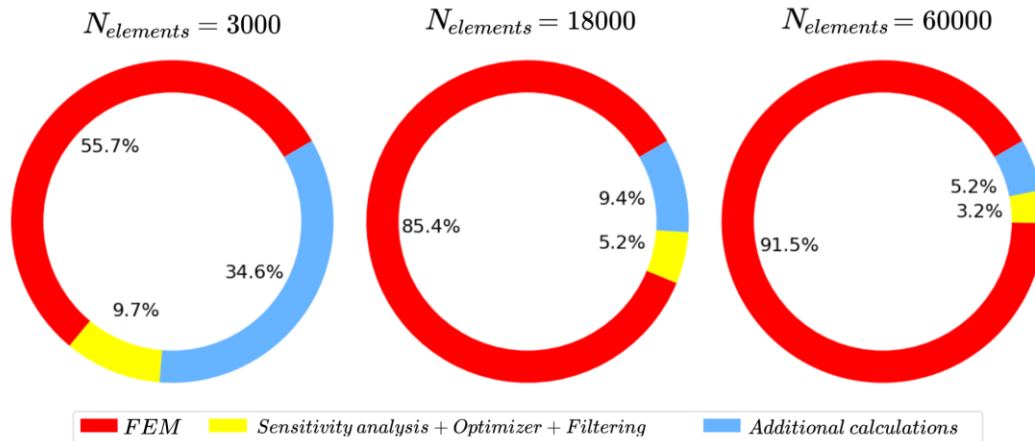 N_elements = 3000
N_elements = 18000
N_elements = 60000
55.7%
34.6%
9.7%
85.4%
9.4%
5.2%
91.5%
5.2%
3.2%
FEM
Sensitivity analysis + Optimizer + Filtering
Additional calculations